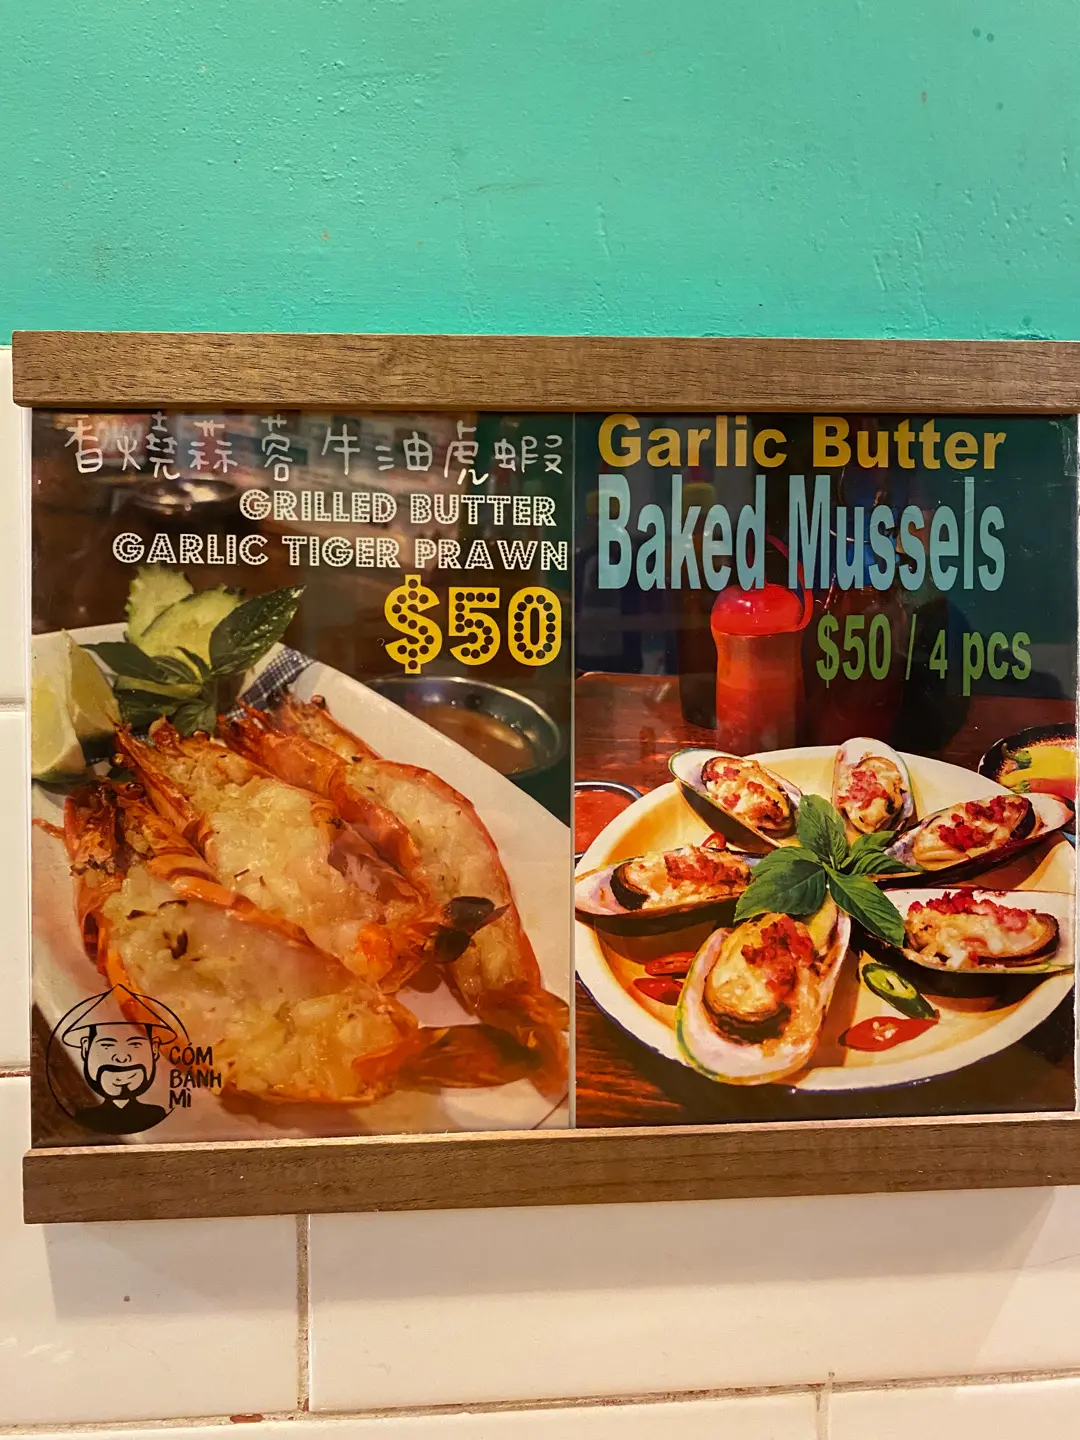 香燒蒜蓉牛油虎蝦
GRILLED BUTTER
GARLIC TIGER PRAWN
$50
CÓM
BÁNH
MÌ
Garlic Butter
Baked Mussels
$50 / 4 pcs